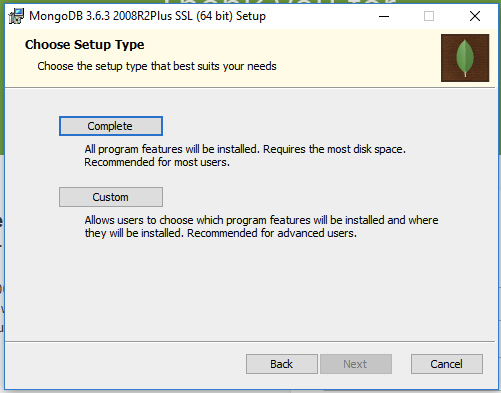 Thank you for
MongoDB 3.6.3 2008R2Plus SSL (64 bit) Setup
Choose Setup Type
Choose the setup type that best suits your needs
Complete
All program features will be installed. Requires the most disk space.
Recommended for most users.
Custom
Allows users to choose which program features will be installed and where
they will be installed. Recommended for advanced users.
Back
Next
Cancel